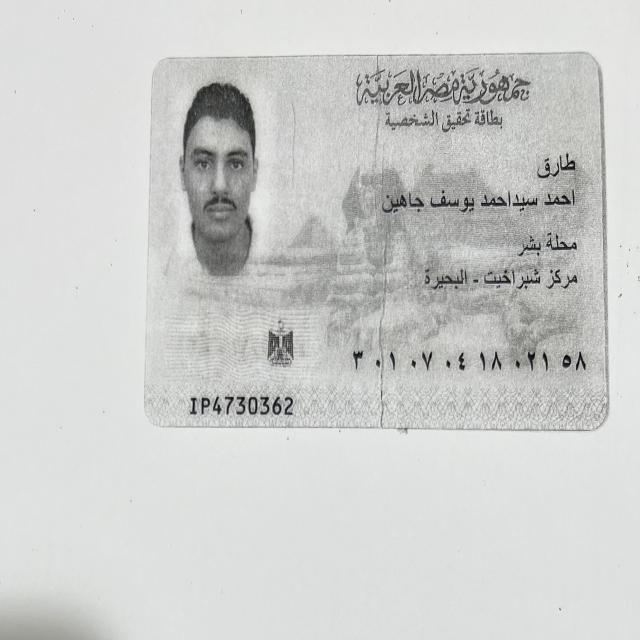 جمهورية مصر العربية
بطاقة تحقيق الشخصية
طارق
احمد سيداحمد يوسف جاهين
محلة بشر
مركز شبراخيت - البحيرة
٣٠١٠٧٠٤١٨٠٢١٥٨
IP4730362